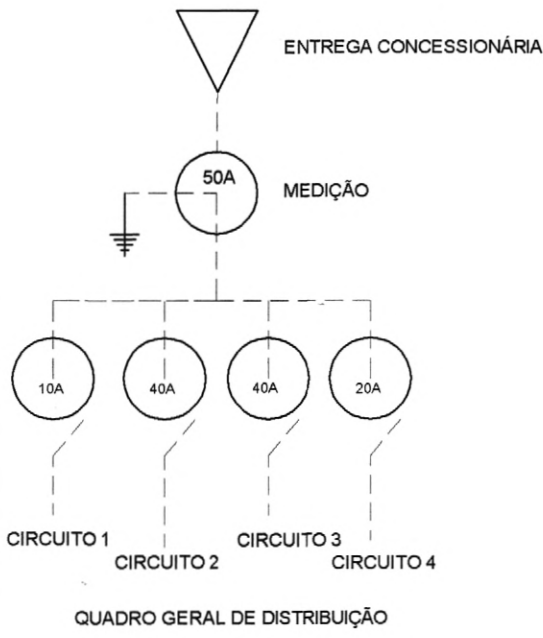 ENTREGA CONCESSIONÁRIA
50A
MEDIÇÃO
10A
40A
40A
20A
CIRCUITO 1
CIRCUITO 2
CIRCUITO 3
CIRCUITO 4
QUADRO GERAL DE DISTRIBUIÇÃO